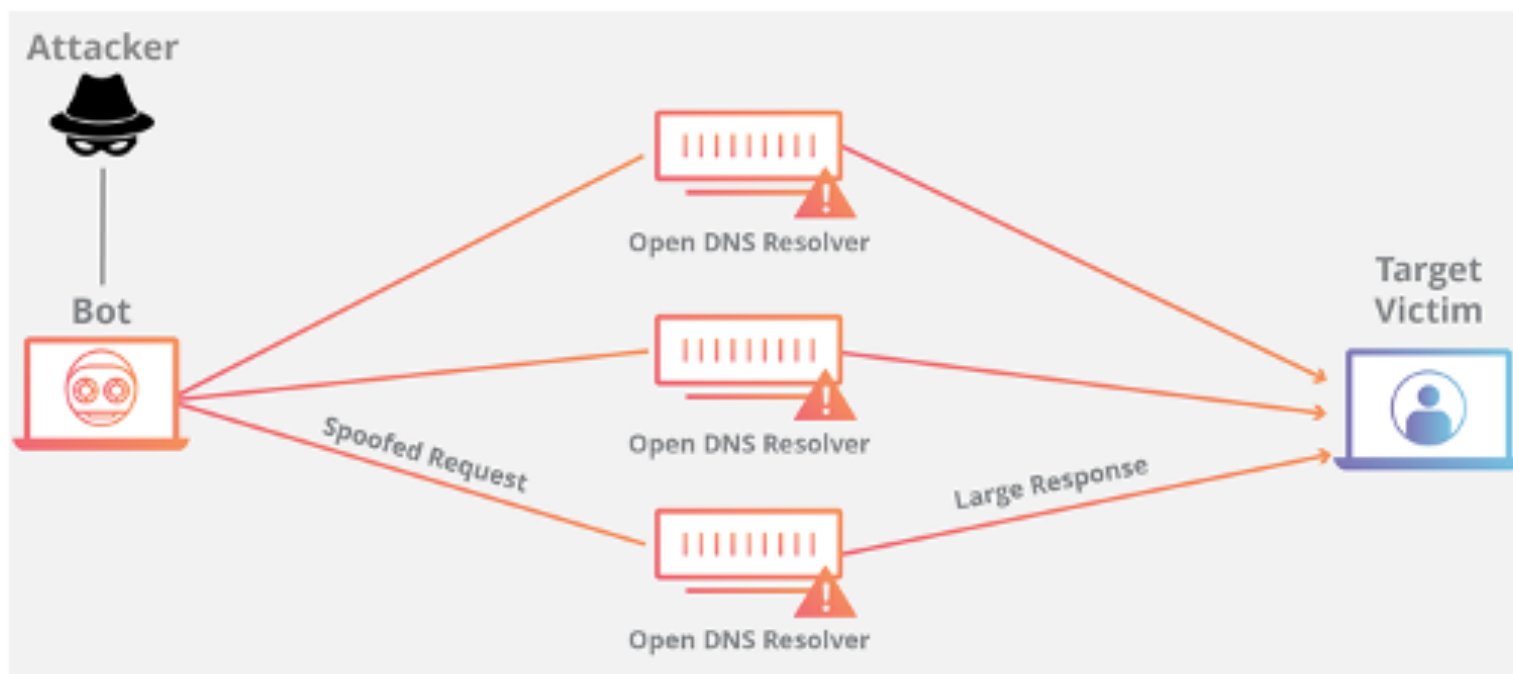 Attacker
Open DNS Resolver
Bot
Target
Victim
Open DNS Resolver
Spoofed Request
Large Response
Open DNS Resolver